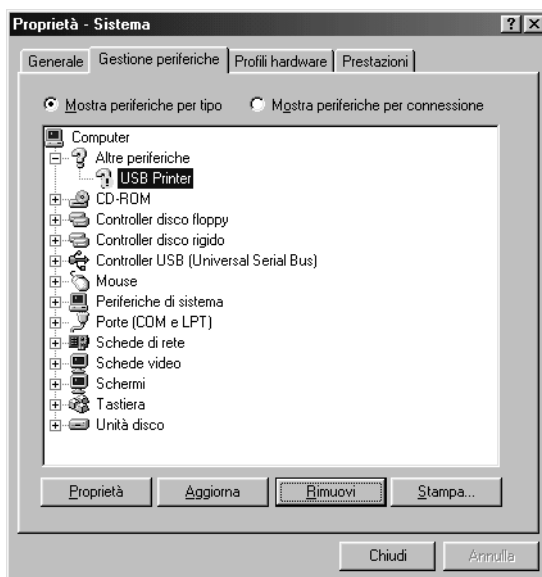 Proprietà - Sistema
Generale Gestione periferiche Profili hardware Prestazioni
Mostra periferiche per tipo Mostra periferiche per connessione
Computer
Altre periferiche
USB Printer
CD-ROM
Controller disco floppy
Controller disco rigido
Controller USB (Universal Serial Bus)
Mouse
Periferiche di sistema
Porte (COM e LPT)
Schede di rete
Schede video
Schermi
Tastiera
Unità disco
Proprietà Aggiorna Rimuovi Stampa...
Chiudi Annulla